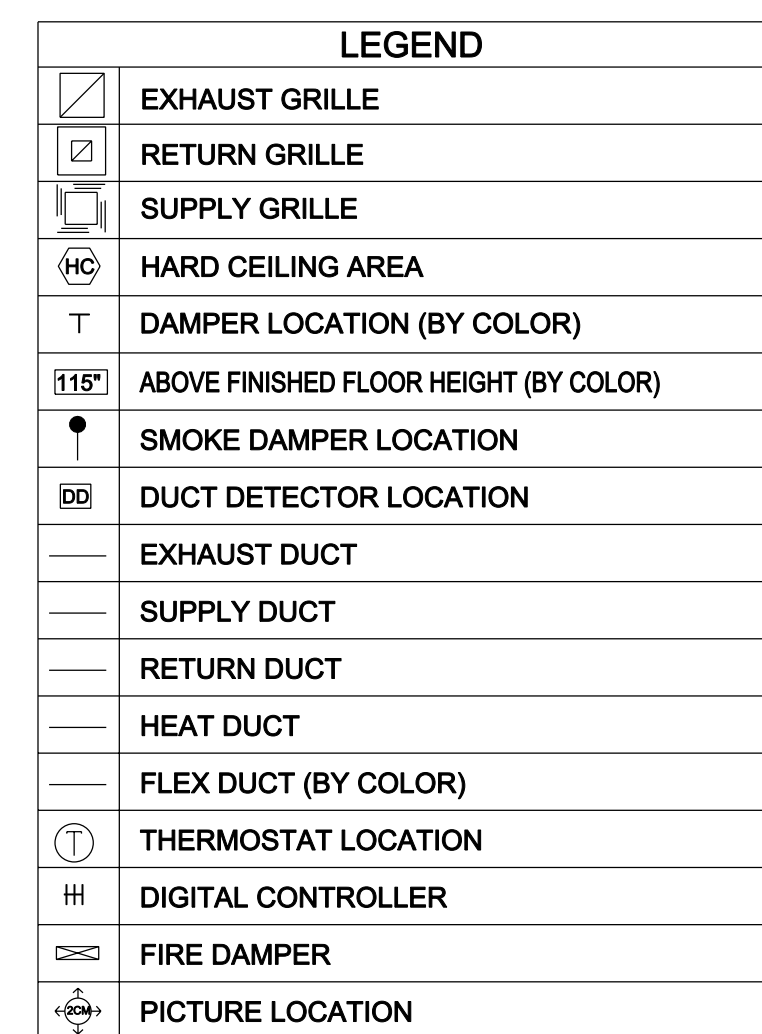 LEGEND
EXHAUST GRILLE
RETURN GRILLE
SUPPLY GRILLE
HC HARD CEILING AREA
T DAMPER LOCATION (BY COLOR)
115" ABOVE FINISHED FLOOR HEIGHT (BY COLOR)
SMOKE DAMPER LOCATION
DD DUCT DETECTOR LOCATION
EXHAUST DUCT
SUPPLY DUCT
RETURN DUCT
HEAT DUCT
FLEX DUCT (BY COLOR)
T THERMOSTAT LOCATION
DIGITAL CONTROLLER
FIRE DAMPER
2CM PICTURE LOCATION